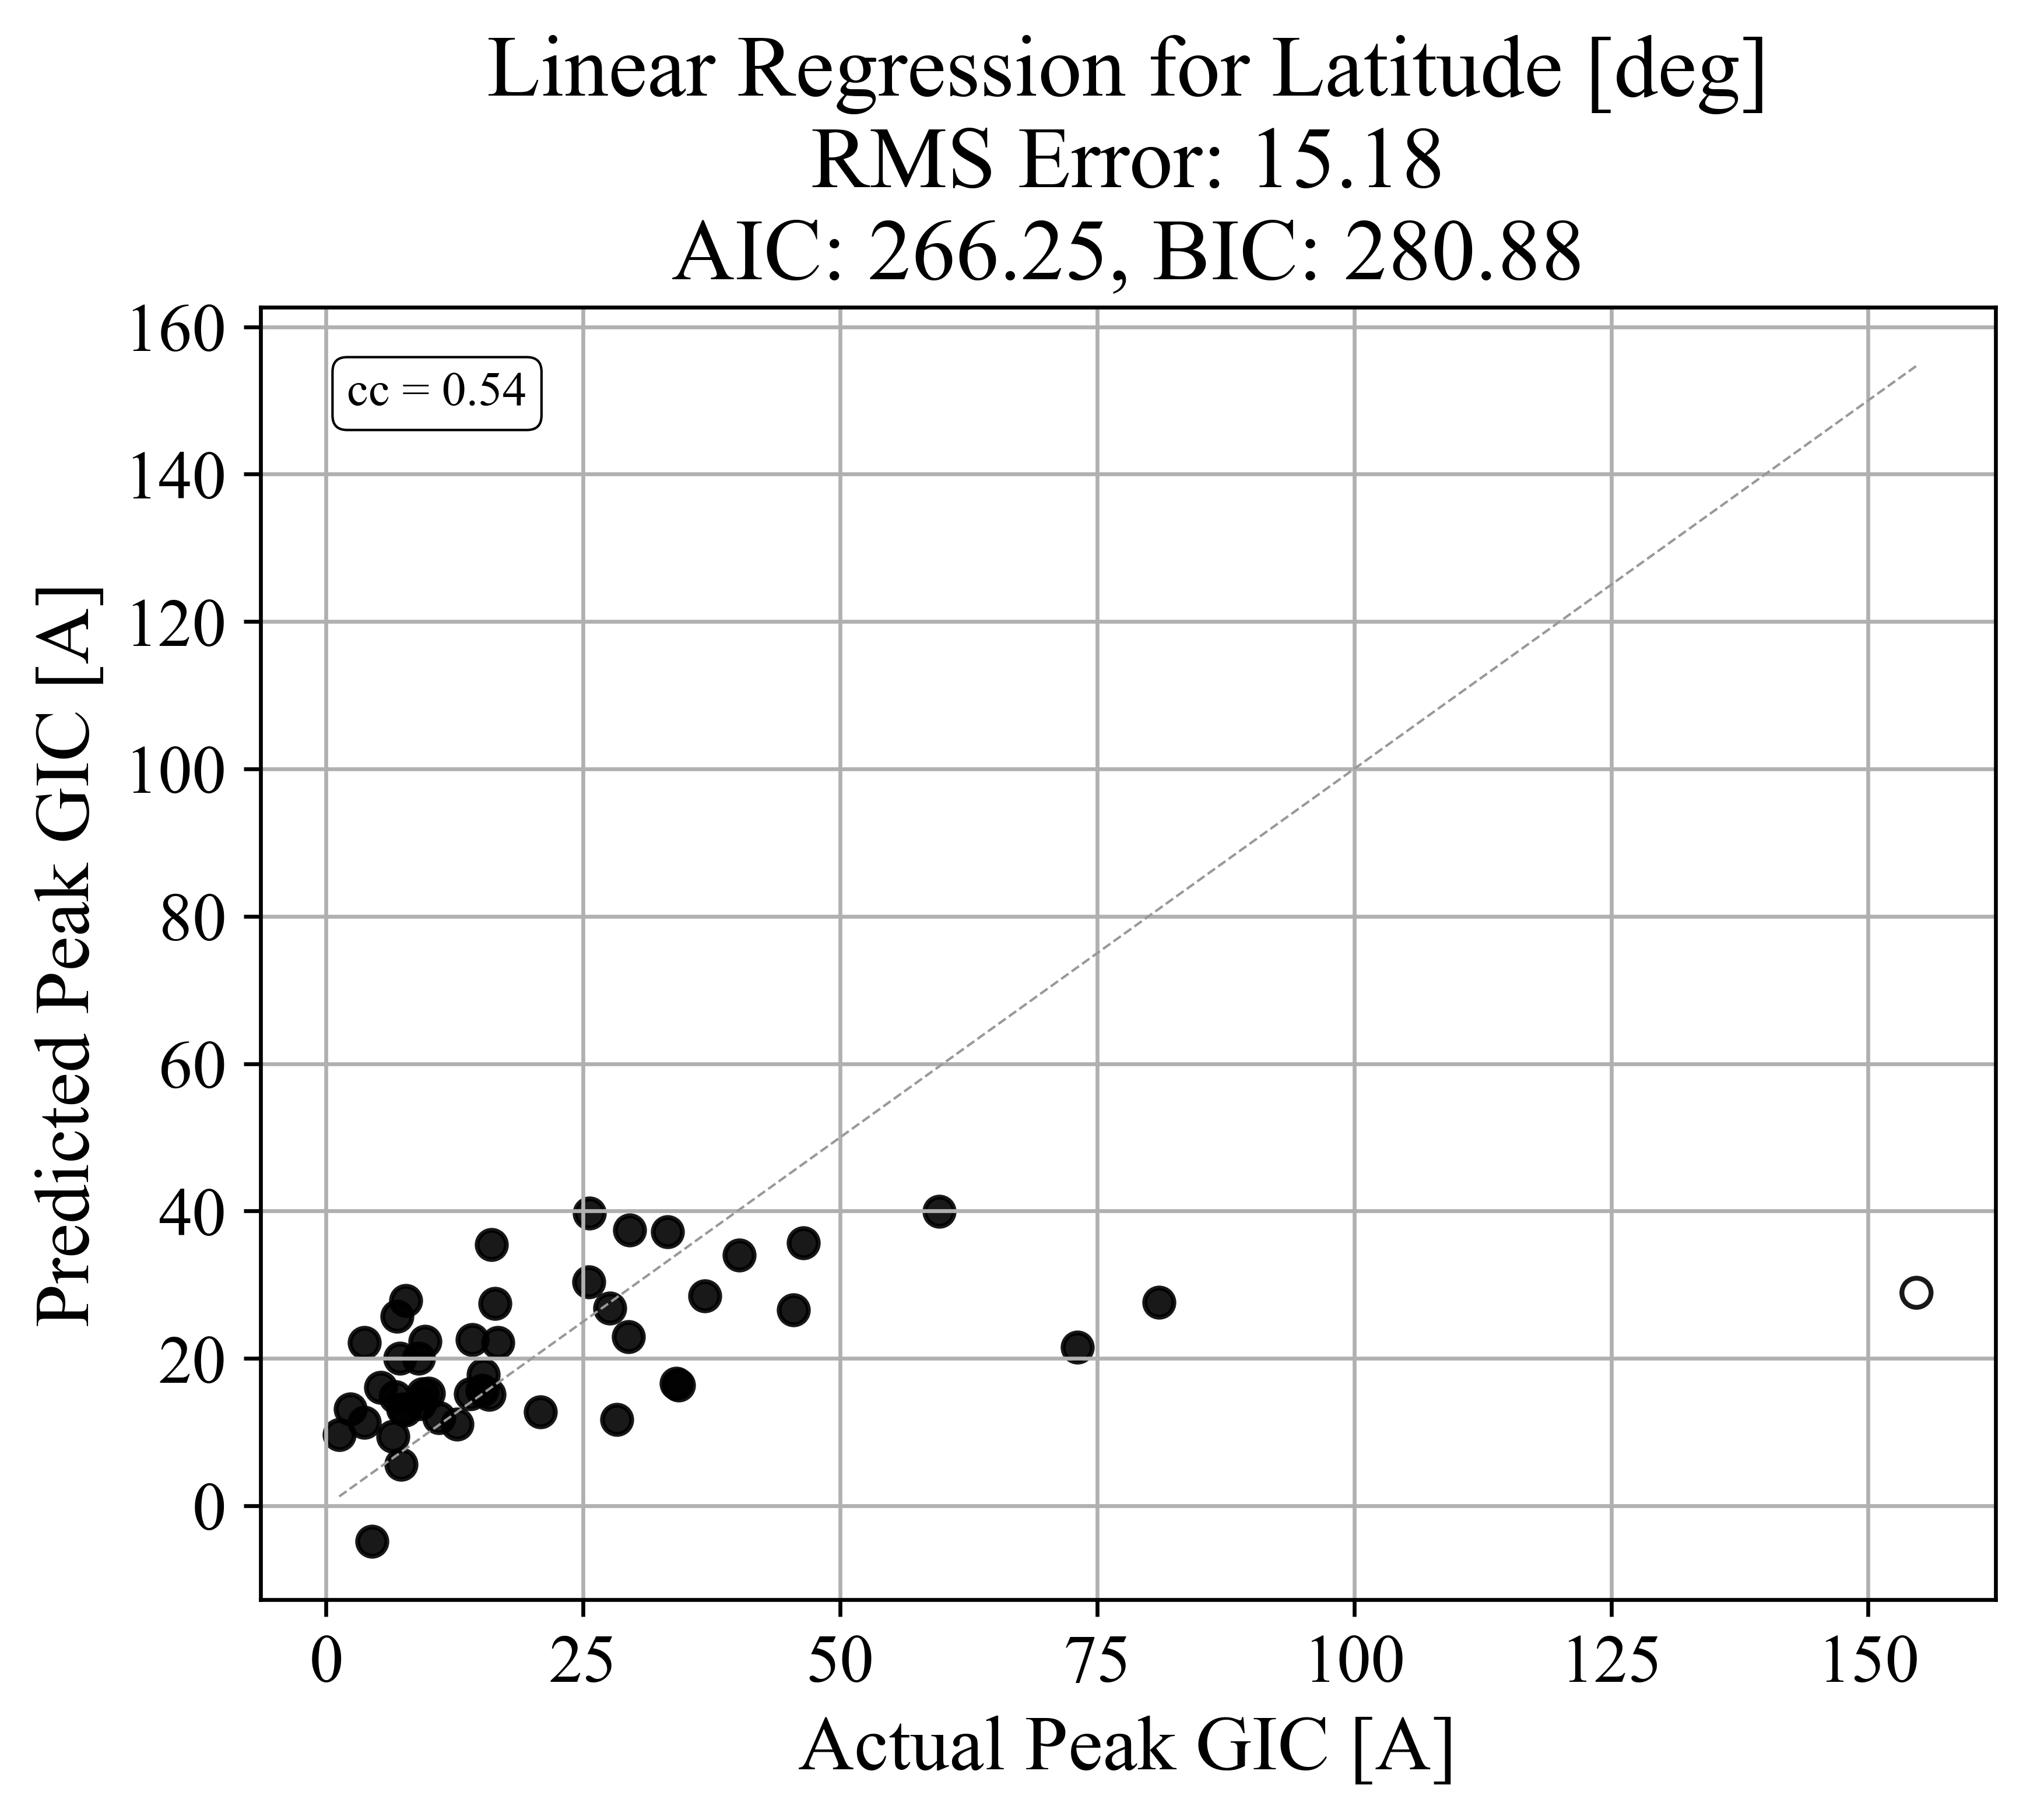 Linear Regression for Latitude [deg]
RMS Error: 15.18
AIC: 266.25, BIC: 280.88
cc = 0.54
160
140
120
100
80
60
40
20
0
Predicted Peak GIC [A]
0 25 50 75 100 125 150
Actual Peak GIC [A]